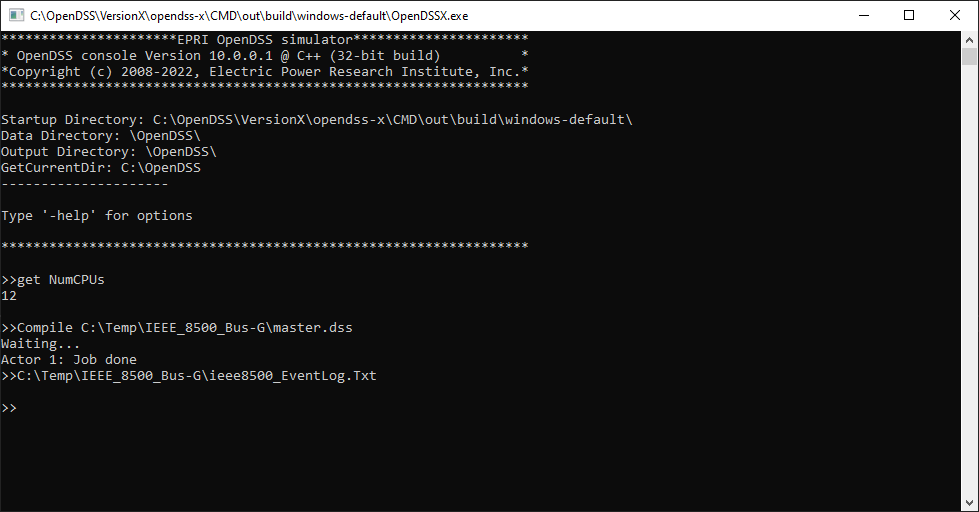 C:\OpenDSS\VersionX\opendss-x\CMD\out\build\windows-default\OpenDSSX.exe
**********************EPRI OpenDSS simulator**********************
* OpenDSS console Version 10.0.0.1 @ C++ (32-bit build)          *
*Copyright (c) 2008-2022, Electric Power Research Institute, Inc.*
******************************************************************
Startup Directory: C:\OpenDSS\VersionX\opendss-x\CMD\out\build\windows-default\
Data Directory: \OpenDSS\
Output Directory: \OpenDSS\
GetCurrentDir: C:\OpenDSS
---------------------
Type '-help' for options
******************************************************************
>>get NumCPUs
12
>>Compile C:\Temp\IEEE_8500_Bus-G\master.dss
Waiting...
Actor 1: Job done
>>C:\Temp\IEEE_8500_Bus-G\ieee8500_EventLog.Txt
>>